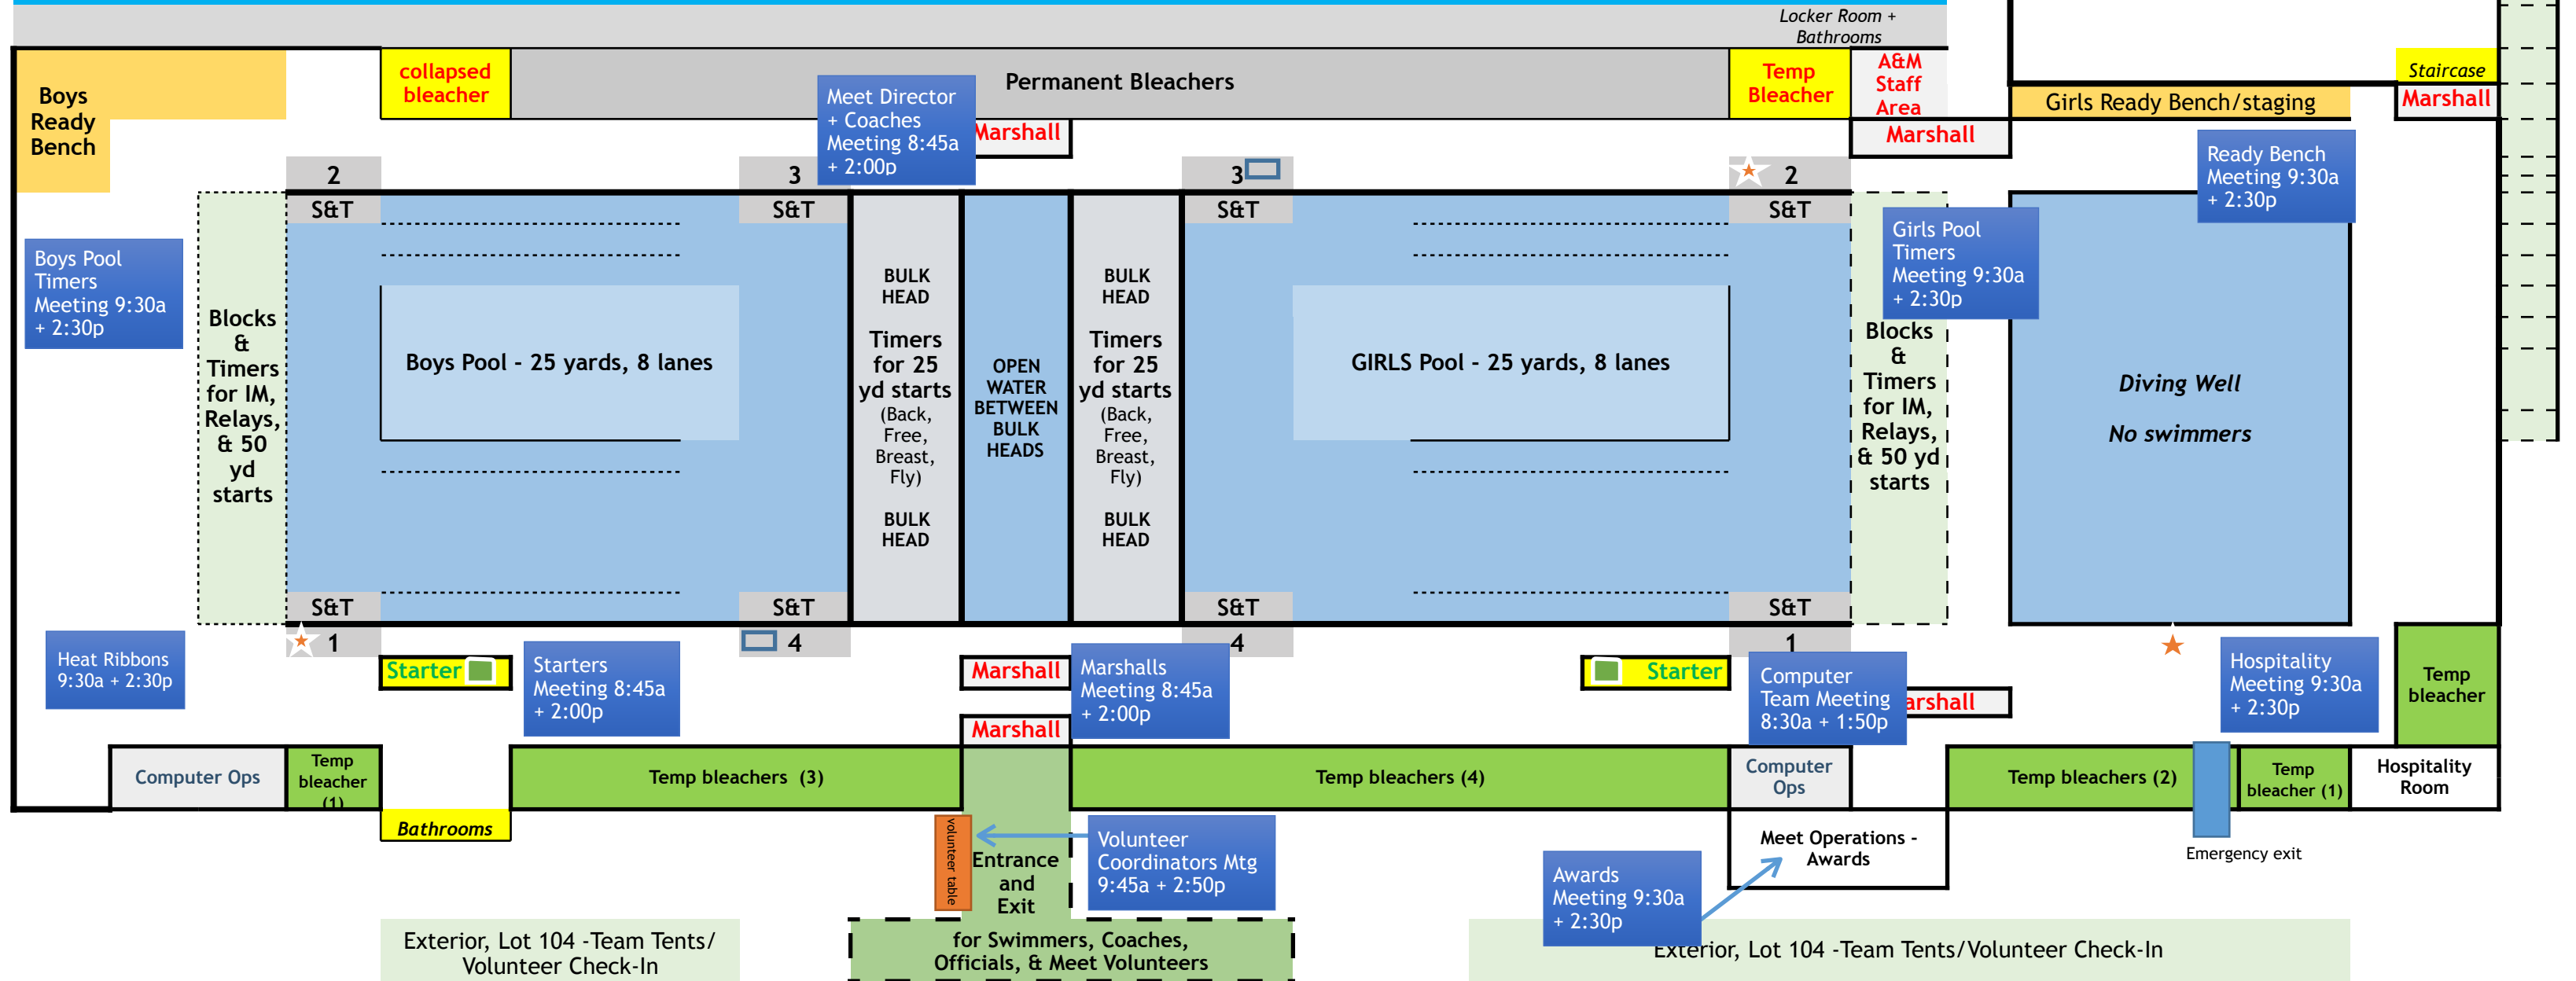 Locker Room +
Bathrooms
Boys
Ready
Bench
collapsed
bleacher
Permanent Bleachers
Temp
Bleacher
A&M
Staff
Area
Staircase
Marshall
Girls Ready Bench/staging
Meet Director
+ Coaches
Meeting 8:45a
+ 2:00p
Marshall
Marshall
Ready Bench
Meeting 9:30a
+ 2:30p
2
3
3
2
S&T
S&T
S&T
S&T
Boys Pool
Timers
Meeting 9:30a
+ 2:30p
Girls Pool
Timers
Meeting 9:30a
+ 2:30p
Blocks
&
Timers
for IM,
Relays,
& 50
yd
starts
Boys Pool - 25 yards, 8 lanes
BULK
HEAD
Timers
for 25
yd starts
(Back,
Free,
Breast,
Fly)
BULK
HEAD
OPEN
WATER
BETWEEN
BULK
HEADS
BULK
HEAD
Timers
for 25
yd starts
(Back,
Free,
Breast,
Fly)
BULK
HEAD
GIRLS Pool - 25 yards, 8 lanes
Blocks
&
Timers
for IM,
Relays,
& 50 yd
starts
Diving Well
No swimmers
S&T
S&T
S&T
S&T
1
4
4
1
Heat Ribbons
9:30a + 2:30p
Starter
Starters
Meeting 8:45a
+ 2:00p
Marshall
Marshall
Marshalls
Meeting 8:45a
+ 2:00p
Starter
Computer
Team Meeting
8:30a + 1:50p
arshall
Hospitality
Meeting 9:30a
+ 2:30p
Temp
bleacher
Computer Ops
Temp
bleacher
(1)
Temp bleachers (3)
Temp bleachers (4)
Computer
Ops
Temp bleachers (2)
Temp
bleacher (1)
Hospitality
Room
Bathrooms
volunteer table
Entrance
and
Exit
Volunteer
Coordinators Mtg
9:45a + 2:50p
Meet Operations -
Awards
Awards
Meeting 9:30a
+ 2:30p
Emergency exit
Exterior, Lot 104 -Team Tents/
Volunteer Check-In
for Swimmers, Coaches,
Officials, & Meet Volunteers
Exterior, Lot 104 -Team Tents/Volunteer Check-In